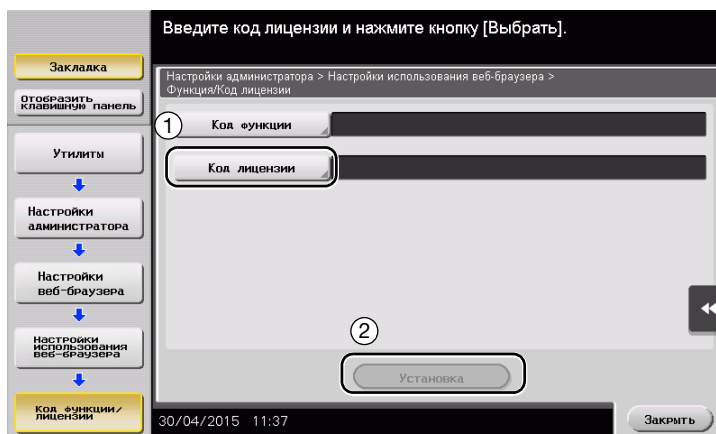 Введите код лицензии и нажмите кнопку [Выбрать].
Закладка
Отобразить
клавишную панель
Утилиты
Настройки
администратора
Настройки
веб-браузера
Настройки
использования
веб-браузера
Код функции/
лицензии
Настройки администратора > Настройки использования веб-браузера >
Функция/Код лицензии
1
Код функции
Код лицензии
2
Установка
30/04/2015 11:37
Закрыть